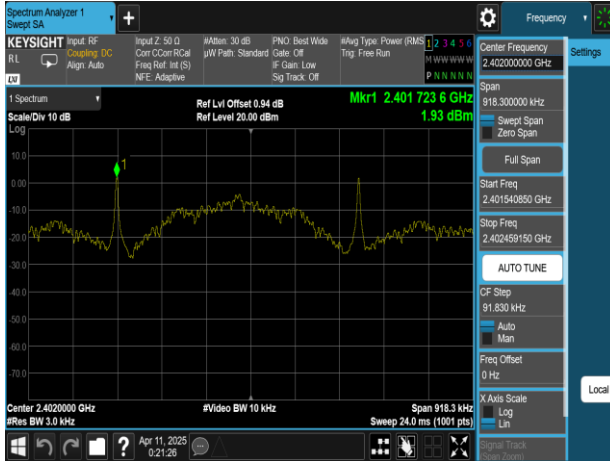 Spectrum Analyzer 1
Swept SA
+
Frequency
KEYSIGHT
RL
Input: RF
Coupling: DC
Align: Auto
Input Z: 50 Ω
Corr CCorr RCal
Freq Ref: Int (S)
NFE: Adaptive
#Atten: 30 dB
µW Path: Standard
PNO: Best Wide
Gate: Off
IF Gain: Low
Sig Track: Off
#Avg Type: Power (RMS
Trig: Free Run
1 2 3 4 5 6
M W W W W W
P N N N N N
1 Spectrum
Scale/Div 10 dB
Log
Ref Lvl Offset 0.94 dB
Ref Level 20.00 dBm
Mkr1 2.401 723 6 GHz
1.93 dBm
1
10.0
0.00
-10.0
-20.0
-30.0
-40.0
-50.0
-60.0
-70.0
Center 2.4020000 GHz
#Res BW 3.0 kHz
#Video BW 10 kHz
Span 918.3 kHz
Sweep 24.0 ms (1001 pts)
Apr 11, 2025
0:21:26
Center Frequency
2.402000000 GHz
Span
918.300000 kHz
Swept Span
Zero Span
Full Span
Start Freq
2.401540850 GHz
Stop Freq
2.402459150 GHz
AUTO TUNE
CF Step
91.830 kHz
Auto
Man
Freq Offset
0 Hz
X Axis Scale
Log
Lin
Signal Track
(Span Zoom)
Settings
Local